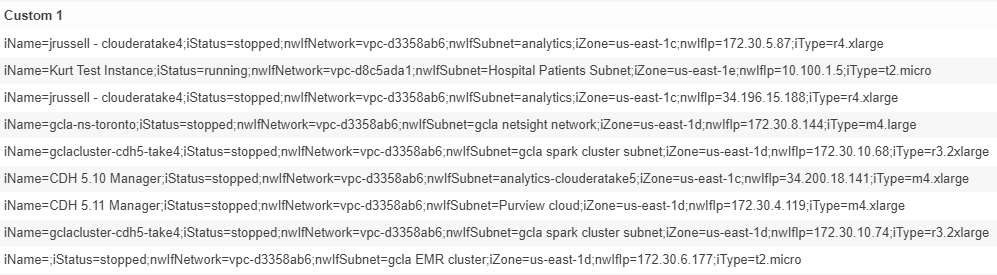 Custom 1
iName=jrussell - clouderatake4;iStatus=stopped;nwIfNetwork=vpc-d3358ab6;nwIfSubnet=analytics;iZone=us-east-1c;nwIfIp=172.30.5.87;iType=r4.xlarge
iName=Kurt Test Instance;iStatus=running;nwIfNetwork=vpc-d8c5ada1;nwIfSubnet=Hospital Patients Subnet;iZone=us-east-1e;nwIfIp=10.100.1.5;iType=t2.micro
iName=jrussell - clouderatake4;iStatus=stopped;nwIfNetwork=vpc-d3358ab6;nwIfSubnet=analytics;iZone=us-east-1c;nwIfIp=34.196.15.188;iType=r4.xlarge
iName=gcla-ns-toronto;iStatus=stopped;nwIfNetwork=vpc-d3358ab6;nwIfSubnet=gcla netsight network;iZone=us-east-1d;nwIfIp=172.30.8.144;iType=m4.large
iName=gclacluster-cdh5-take4;iStatus=stopped;nwIfNetwork=vpc-d3358ab6;nwIfSubnet=gcla spark cluster subnet;iZone=us-east-1d;nwIfIp=172.30.10.68;iType=r3.2xlarge
iName=CDH 5.10 Manager;iStatus=stopped;nwIfNetwork=vpc-d3358ab6;nwIfSubnet=analytics-clouderatake5;iZone=us-east-1c;nwIfIp=34.200.18.141;iType=m4.xlarge
iName=CDH 5.11 Manager;iStatus=stopped;nwIfNetwork=vpc-d3358ab6;nwIfSubnet=Purview cloud;iZone=us-east-1d;nwIfIp=172.30.4.119;iType=m4.xlarge
iName=gclacluster-cdh5-take4;iStatus=stopped;nwIfNetwork=vpc-d3358ab6;nwIfSubnet=gcla spark cluster subnet;iZone=us-east-1d;nwIfIp=172.30.10.74;iType=r3.2xlarge
iName=;iStatus=stopped;nwIfNetwork=vpc-d3358ab6;nwIfSubnet=gcla EMR cluster;iZone=us-east-1d;nwIfIp=172.30.6.177;iType=t2.micro